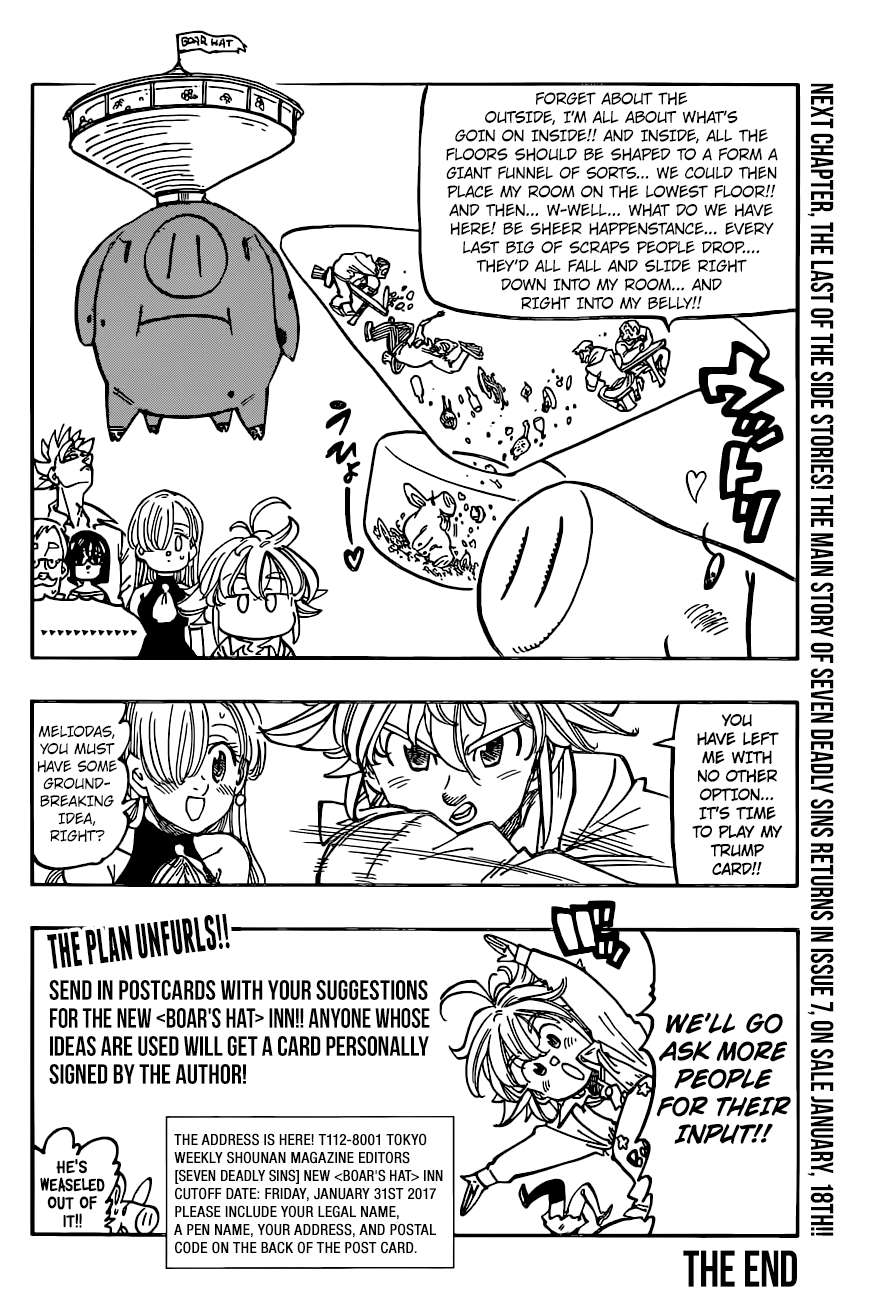 BOAR HAT
FORGET ABOUT THE
OUTSIDE, I'M ALL ABOUT WHAT'S
GOIN ON INSIDE!! AND INSIDE, ALL THE
FLOORS SHOULD BE SHAPED TO A FORM A
GIANT FUNNEL OF SORTS... WE COULD THEN
PLACE MY ROOM ON THE LOWEST FLOOR!!
AND THEN... W-WELL... WHAT DO WE HAVE
HERE! BE SHEER HAPPENSTANCE... EVERY
LAST BIG OF SCRAPS PEOPLE DROP....
THEY'D ALL FALL AND SLIDE RIGHT
DOWN INTO MY ROOM... AND
RIGHT INTO MY BELLY!!
ウットリ
うひょー♥
YOU
HAVE LEFT
ME WITH
NO OTHER
OPTION...
IT'S TIME
TO PLAY MY
TRUMP
CARD!!
MELIODAS,
YOU MUST
HAVE SOME
GROUND-
BREAKING
IDEA,
RIGHT?
THE PLAN UNFURLS!!
SEND IN POSTCARDS WITH YOUR SUGGESTIONS
FOR THE NEW <BOAR'S HAT> INN!! ANYONE WHOSE
IDEAS ARE USED WILL GET A CARD PERSONALLY
SIGNED BY THE AUTHOR!
WE'LL GO
ASK MORE
PEOPLE
FOR THEIR
INPUT!!
THE ADDRESS IS HERE! T112-8001 TOKYO
WEEKLY SHOUNAN MAGAZINE EDITORS
[SEVEN DEADLY SINS] NEW <BOAR'S HAT> INN
CUTOFF DATE: FRIDAY, JANUARY 31ST 2017
PLEASE INCLUDE YOUR LEGAL NAME,
A PEN NAME, YOUR ADDRESS, AND POSTAL
CODE ON THE BACK OF THE POST CARD.
HE'S
WEASELED
OUT OF
IT!!
NEXT CHAPTER, THE LAST OF THE SIDE STORIES! THE MAIN STORY OF SEVEN DEADLY SINS RETURNS IN ISSUE 7, ON SALE JANUARY, 18TH!!
THE END